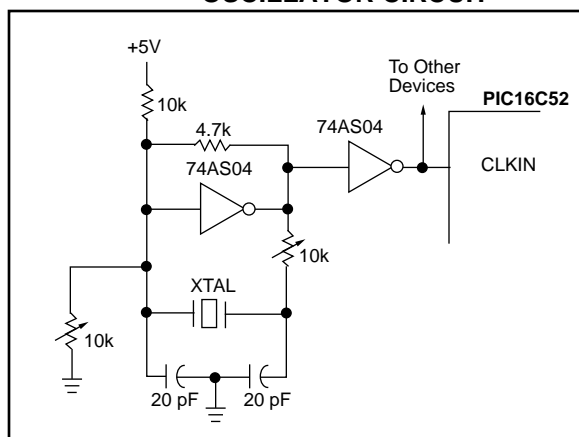 OSCILLATOR CIRCUIT
+5V
10k
4.7k
74AS04
74AS04
To Other
Devices
PIC16C52
CLKIN
10k
XTAL
10k
20 pF
20 pF